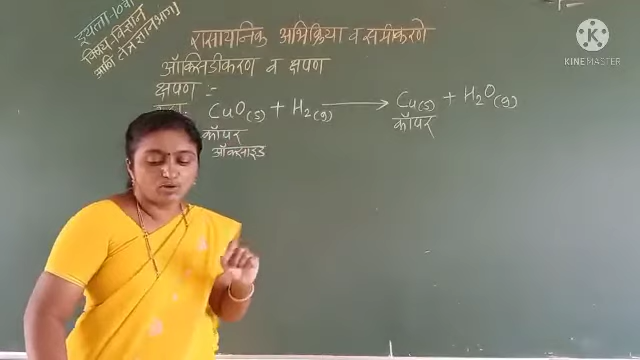 इयत्ता - 10वी
विषय विज्ञान
आणि तंत्रज्ञान भाग 1
रासायनिक अभिक्रिया व समीकरणे
ऑक्सिडीकरण व क्षपण
क्षपण :-
CuO(s) + H2(g) → Cu(s) + H2O(g)
कॉपर ऑक्साइड
कॉपर
KINEMASTER